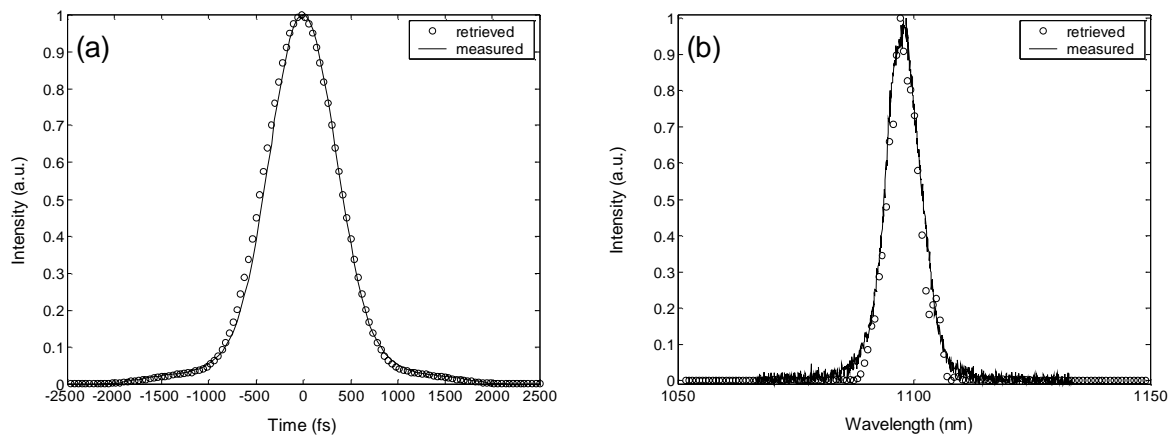 (a)
retrieved
measured
1
0.9
0.8
0.7
0.6
0.5
0.4
0.3
0.2
0.1
0
Intensity (a.u.)
-2500 -2000 -1500 -1000 -500 0 500 1000 1500 2000 2500
Time (fs)
(b)
retrieved
measured
1
0.9
0.8
0.7
0.6
0.5
0.4
0.3
0.2
0.1
0
Intensity (a.u.)
1050 1100 1150
Wavelength (nm)